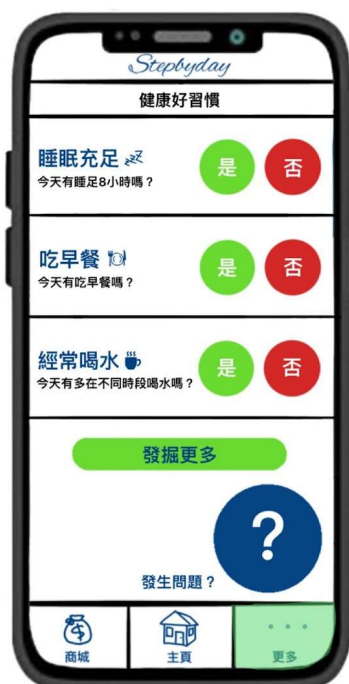 Stepbyday
健康好習慣
睡眠充足 zzZ
今天有睡足8小時嗎？
是
否
吃早餐
今天有吃早餐嗎？
是
否
經常喝水
今天有多在不同時段喝水嗎？
是
否
發掘更多
?
發生問題？
$
商城
主頁
更多